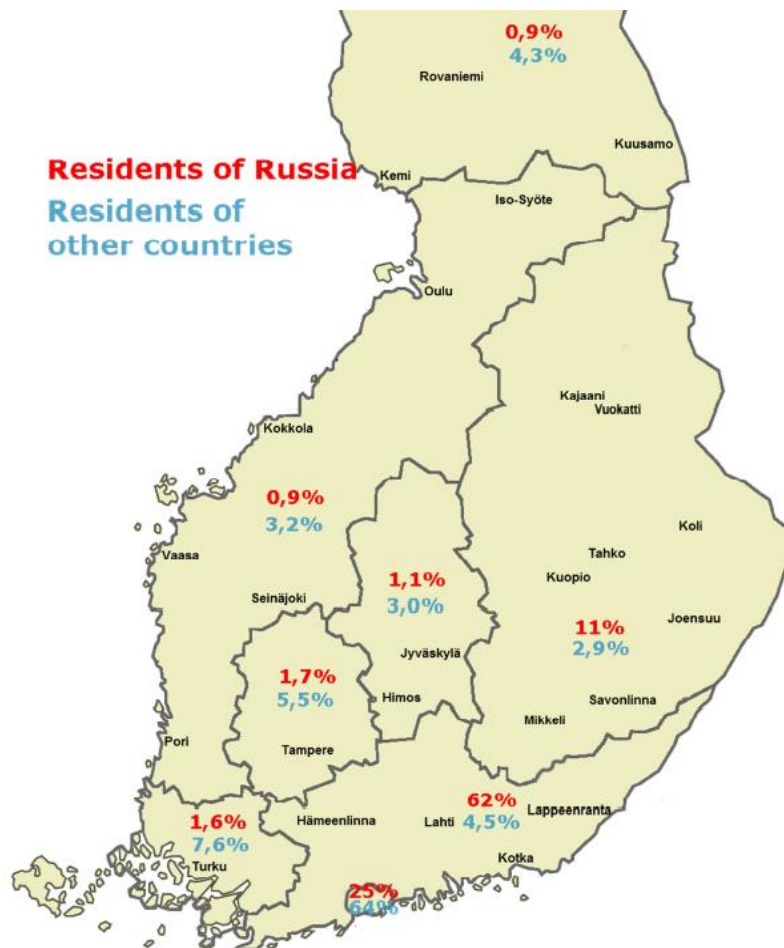 0,9%
4,3%
Rovaniemi
Kuusamo
Residents of Russia
Kemi
Iso-Syöte
Residents of
other countries
Oulu
Kajaani
Vuokatti
Kokkola
0,9%
3,2%
Koli
Vaasa
Tahko
1,1%
3,0%
Kuopio
Seinäjoki
11%
2,9%
Joensuu
Jyväskylä
1,7%
5,5%
Himos
Savonlinna
Mikkeli
Pori
Tampere
62%
4,5%
Lappeenranta
1,6%
7,6%
Hämeenlinna
Lahti
Turku
Kotka
25%
64%